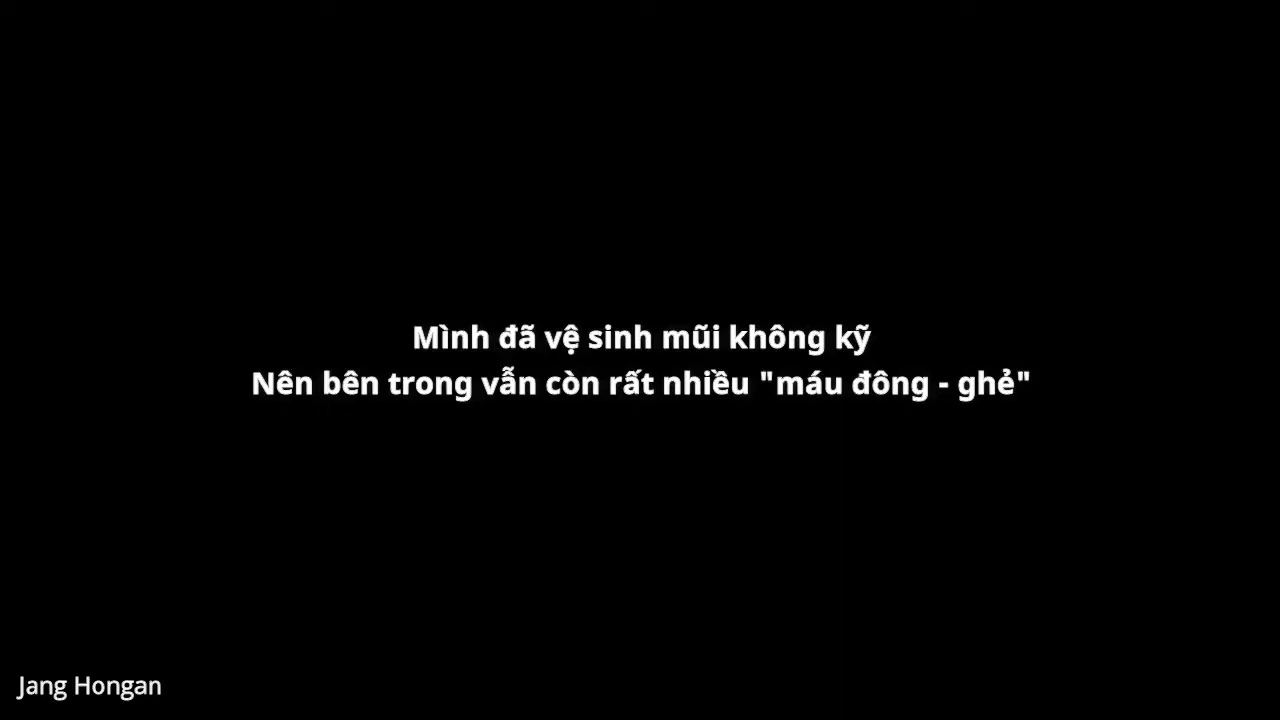 Mình đã vệ sinh mũi không kỹ
Nên bên trong vẫn còn rất nhiều "máu đông - ghẻ"
Jang Hongan